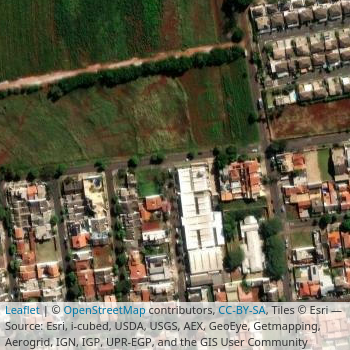 Leaflet | © OpenStreetMap contributors, CC-BY-SA, Tiles © Esri —
Source: Esri, i-cubed, USDA, USGS, AEX, GeoEye, Getmapping,
Aerogrid, IGN, IGP, UPR-EGP, and the GIS User Community